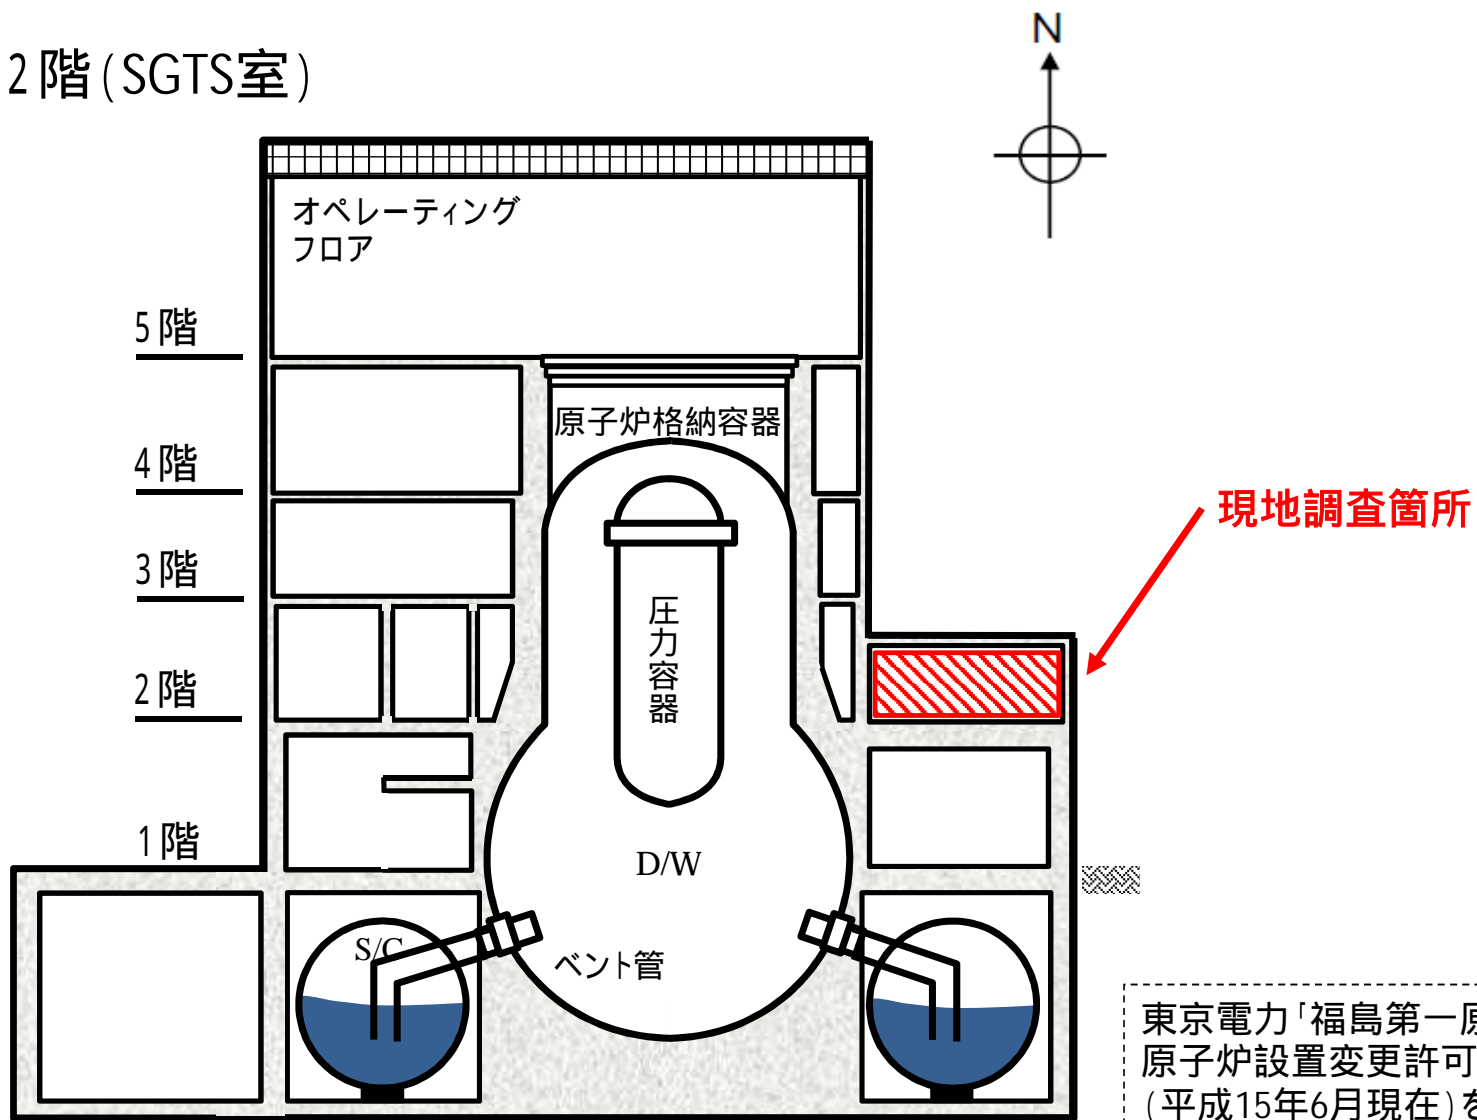 N
2階(SGTS室)
オペレーティング
フロア
5階
原子炉格納容器
4階
現地調査箇所
3階
圧力容器
2階
1階
D/W
S/C
ベント管
東京電力「福島第一原
原子炉設置変更許可
(平成15年6月現在)を